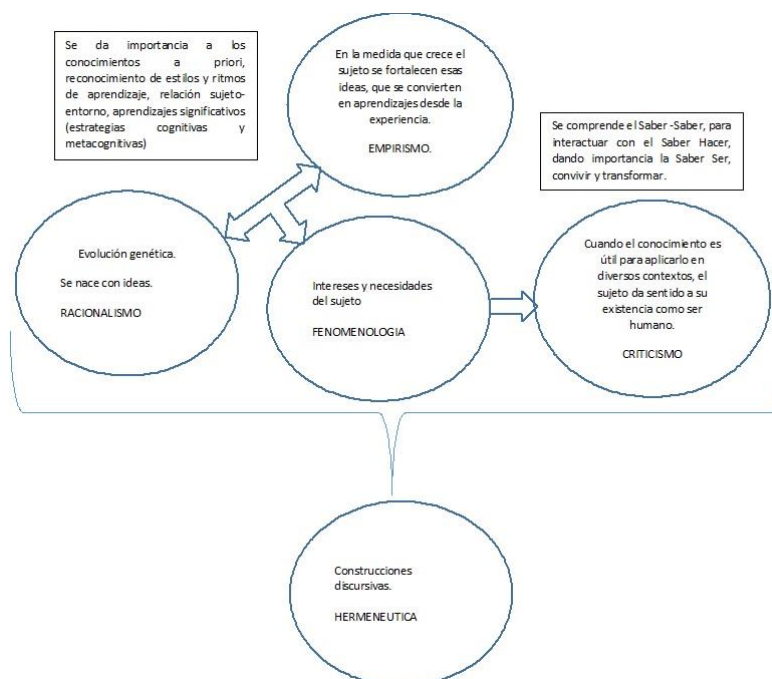 Se da importancia a los
conocimientos a priori,
reconocimiento de estilos y ritmos
de aprendizaje, relación sujeto-
entorno, aprendizajes significativos
(estrategias cognitivas y
metacognitivas)
En la medida que crece el
sujeto se fortalecen esas
ideas, que se convierten
en aprendizajes desde la
experiencia.
EMPIRISMO.
Se comprende el Saber -Saber, para
interactuar con el Saber Hacer,
dando importancia la Saber Ser,
convivir y transformar.
Evolución genética.
Se nace con ideas.
RACIONALISMO
Intereses y necesidades
del sujeto
FENOMENOLOGIA
Cuando el conocimiento es
útil para aplicarlo en
diversos contextos, el
sujeto da sentido a su
existencia como ser
humano.
CRITICISMO
Construcciones
discursivas.
HERMENEUTICA